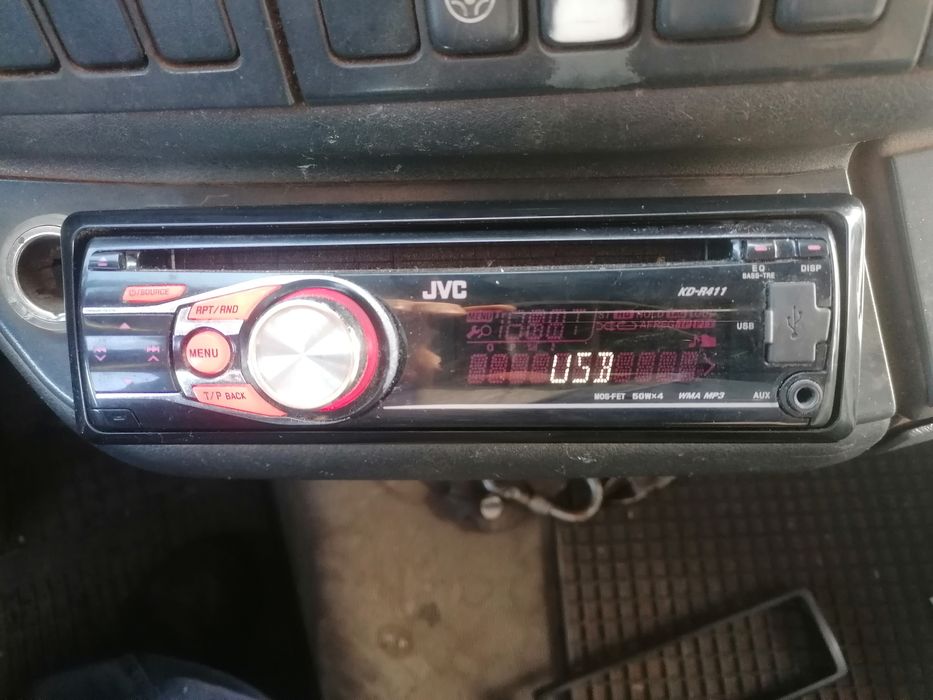 EQ
BASS-TRE
DISP
⏻/SOURCE
JVC
KD-R411
RPT/RND
MENU
USB
MENU
USB
T/P BACK
MOS-FET 50W×4
WMA MP3
AUX